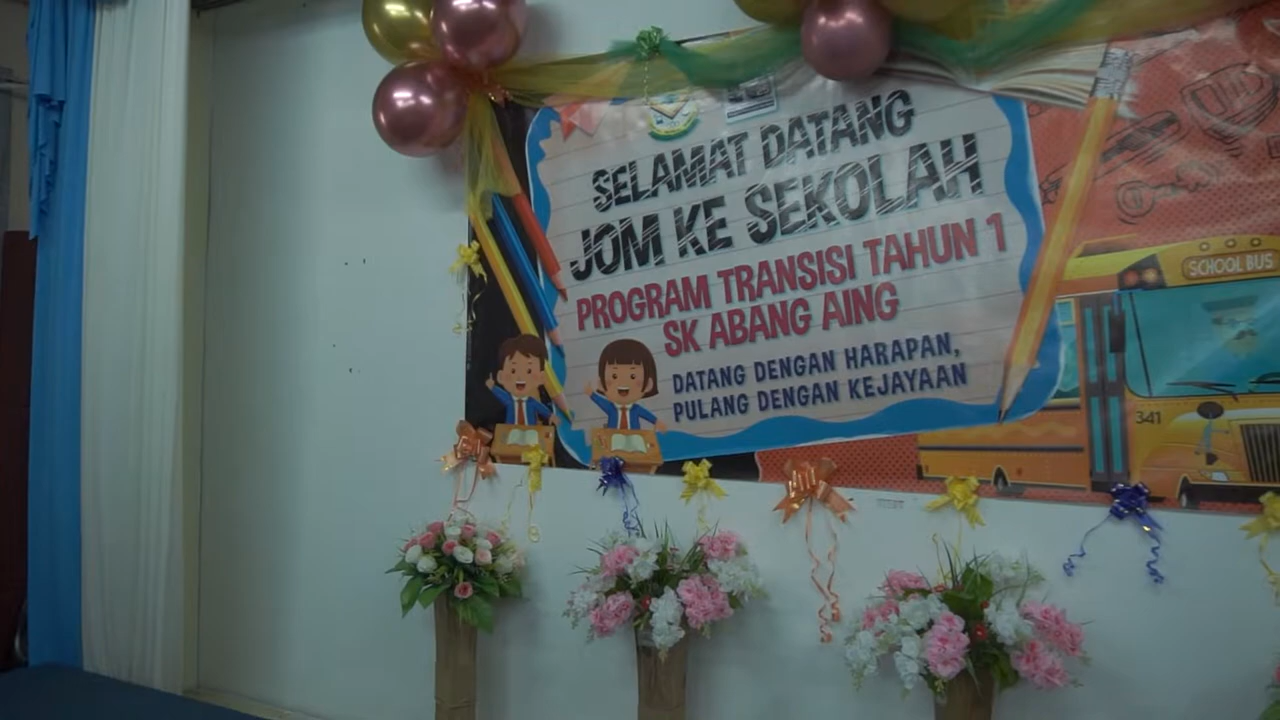 SELAMAT DATANG
JOM KE SEKOLAH
PROGRAM TRANSISI TAHUN 1
SK ABANG AING
DATANG DENGAN HARAPAN,
PULANG DENGAN KEJAYAAN
SCHOOL BUS
341